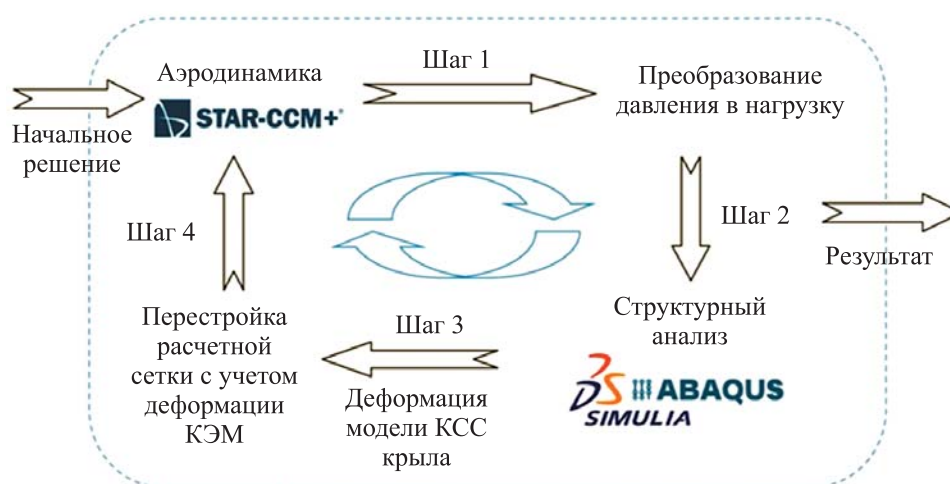 Шаг 1
Аэродинамика
STAR-CCM+
Преобразование
давления в нагрузку
Начальное
решение
Шаг 4
Шаг 2
Результат
Перестройка
расчетной
сетки с учетом
деформации
КЭМ
Шаг 3
Деформация
модели КСС
крыла
Структурный
анализ
ABAQUS
SIMULIA